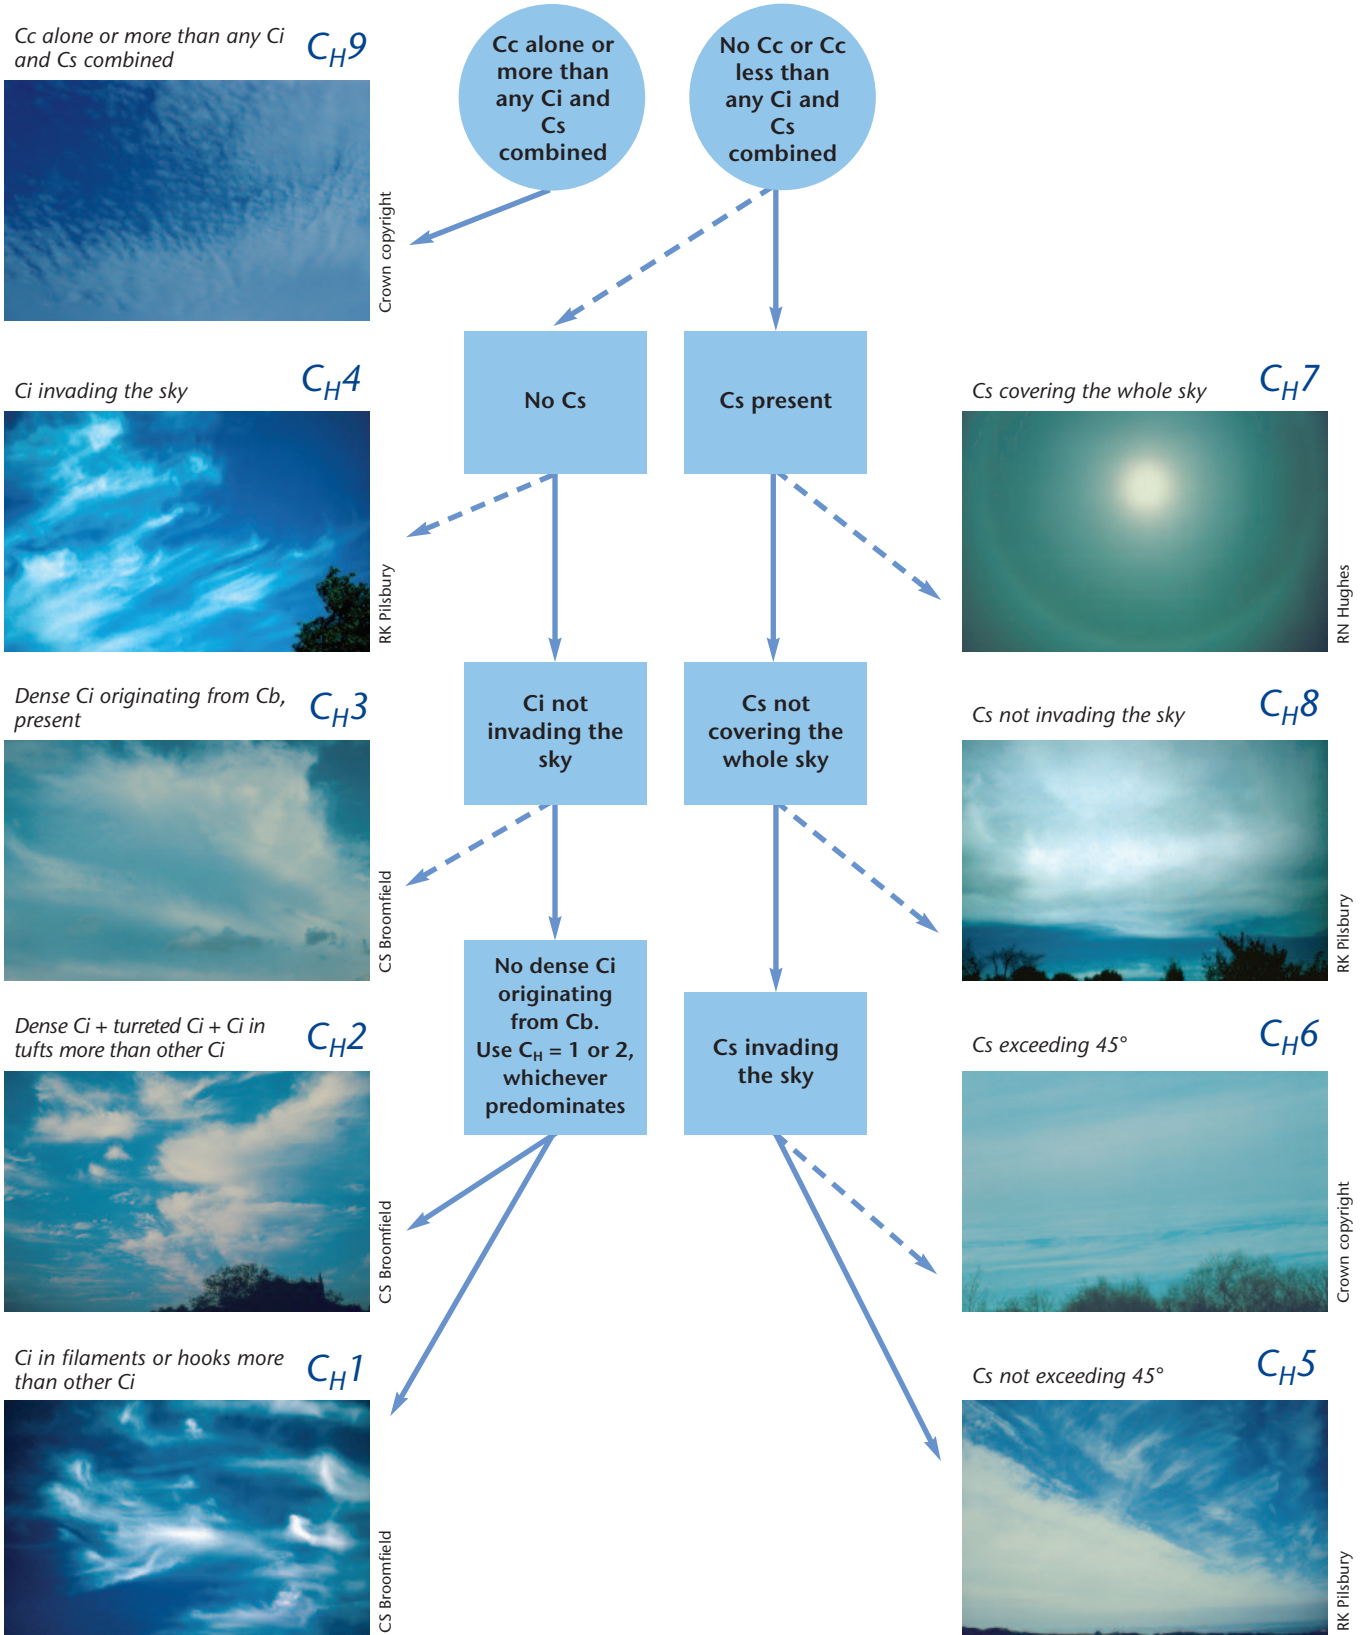 Cc alone or more than any Ci
and Cs combined
CH9
Crown copyright
Cc alone or
more than
any Ci and
Cs
combined
No Cc or Cc
less than
any Ci and
Cs
combined
Ci invading the sky
CH4
RK Pilsbury
No Cs
Cs present
Cs covering the whole sky
CH7
RN Hughes
Dense Ci originating from Cb,
present
CH3
CS Broomfield
Ci not
invading the
sky
Cs not
covering the
whole sky
Cs not invading the sky
CH8
RK Pilsbury
Dense Ci + turreted Ci + Ci in
tufts more than other Ci
CH2
CS Broomfield
No dense Ci
originating
from Cb.
Use CH = 1 or 2,
whichever
predominates
Cs invading
the sky
Cs exceeding 45°
CH6
Crown copyright
Ci in filaments or hooks more
than other Ci
CH1
CS Broomfield
Cs not exceeding 45°
CH5
RK Pilsbury